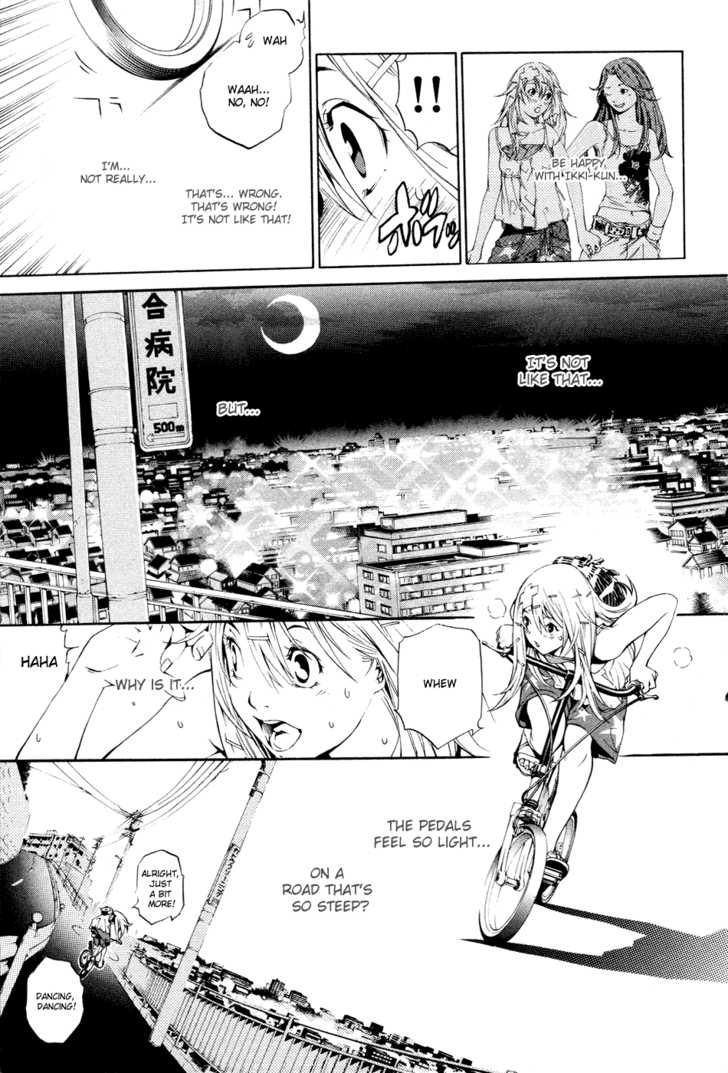 BE HAPPY
WITH IKKI-KUN...
!!
WAH
WAAH...
NO, NO!
I'M...
NOT REALLY...
THAT'S... WRONG.
THAT'S WRONG!
IT'S NOT LIKE THAT!
合
病
院
500m
IT'S NOT
LIKE THAT...
BUT...
WHEW
HAHA
WHY IS IT...
THE PEDALS
FEEL SO LIGHT...
ON A
ROAD THAT'S
SO STEEP?
ALRIGHT,
JUST
A BIT
MORE!
DANCING,
DANCING!